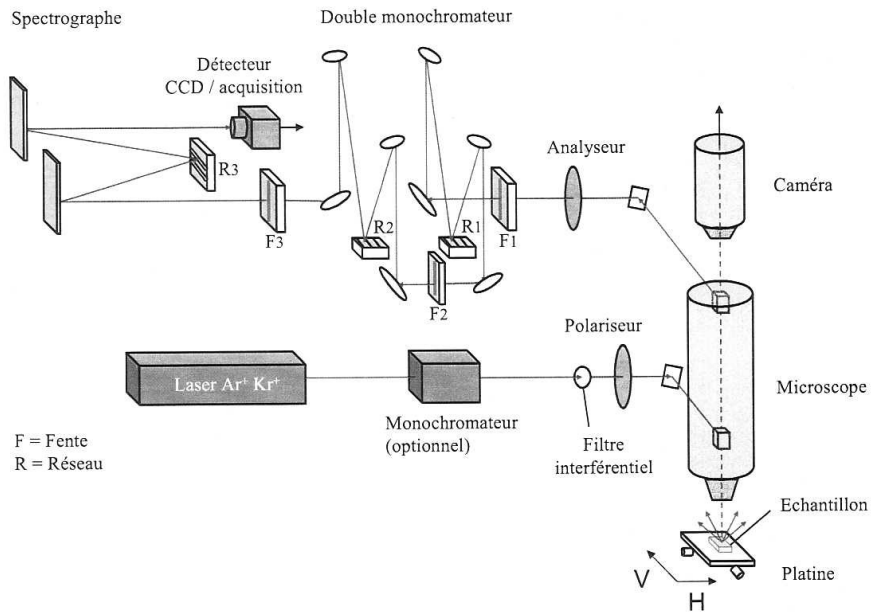 Spectrographe
Double monochromateur
Détecteur
CCD / acquisition
R3
F3
R2
R1
F1
F2
Analyseur
Caméra
Polariseur
Laser Ar⁺ Kr⁺
Monochromateur
(optionnel)
Filtre
interférentiel
Microscope
F = Fente
R = Réseau
Echantillon
Platine
V
H